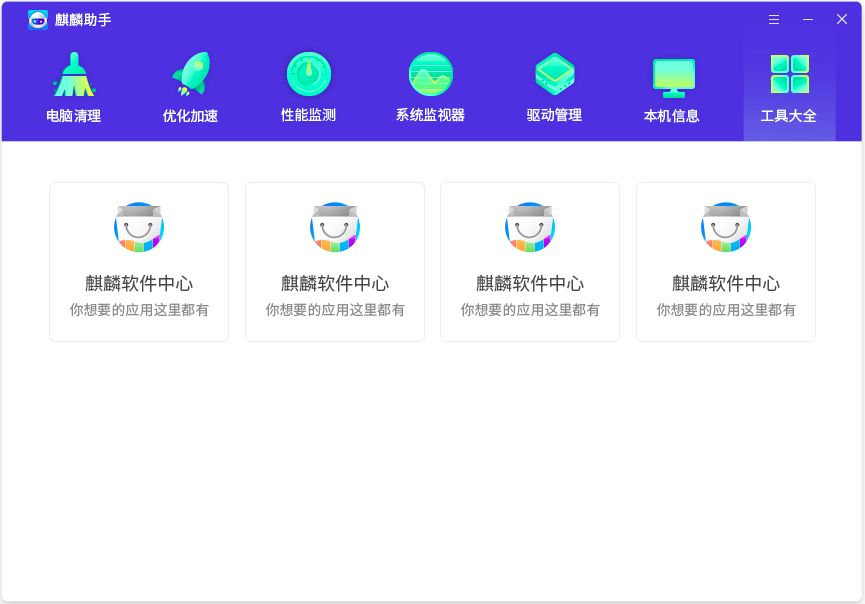 麒麟助手
电脑清理
优化加速
性能监测
系统监视器
驱动管理
本机信息
工具大全
麒麟软件中心
你想要的应用这里都有
麒麟软件中心
你想要的应用这里都有
麒麟软件中心
你想要的应用这里都有
麒麟软件中心
你想要的应用这里都有